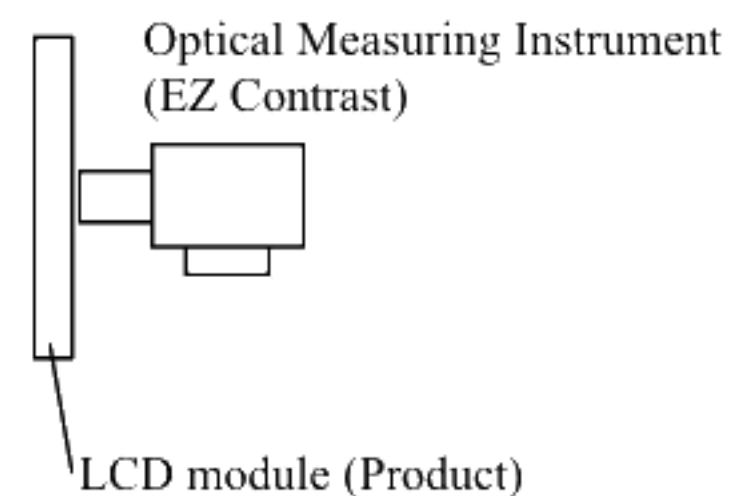 Optical Measuring Instrument
(EZ Contrast)
LCD module (Product)